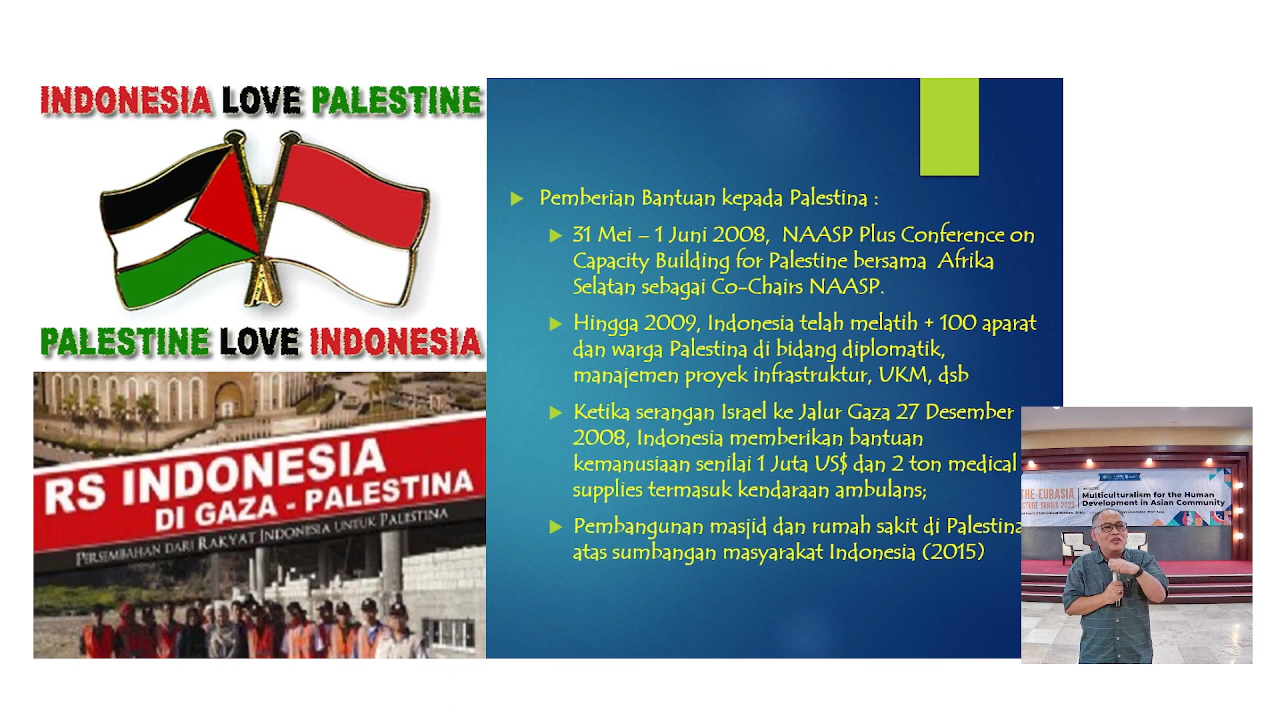 INDONESIA LOVE PALESTINE
PALESTINE LOVE INDONESIA
RS INDONESIA
DI GAZA - PALESTINA
PERSEMBAHAN DARI RAKYAT INDONESIA UNTUK PALESTINA
Pemberian Bantuan kepada Palestina :
31 Mei – 1 Juni 2008, NAASP Plus Conference on
Capacity Building for Palestine bersama Afrika
Selatan sebagai Co-Chairs NAASP.
Hingga 2009, Indonesia telah melatih + 100 aparat
dan warga Palestina di bidang diplomatik,
manajemen proyek infrastruktur, UKM, dsb
Ketika serangan Israel ke Jalur Gaza 27 Desember
2008, Indonesia memberikan bantuan
kemanusiaan senilai 1 Juta US$ dan 2 ton medical
supplies termasuk kendaraan ambulans;
Pembangunan masjid dan rumah sakit di Palestina
atas sumbangan masyarakat Indonesia (2015)
THE EURASIA
LECTURE SERIES 2023
Multiculturalism for the Human
Development in Asian Community